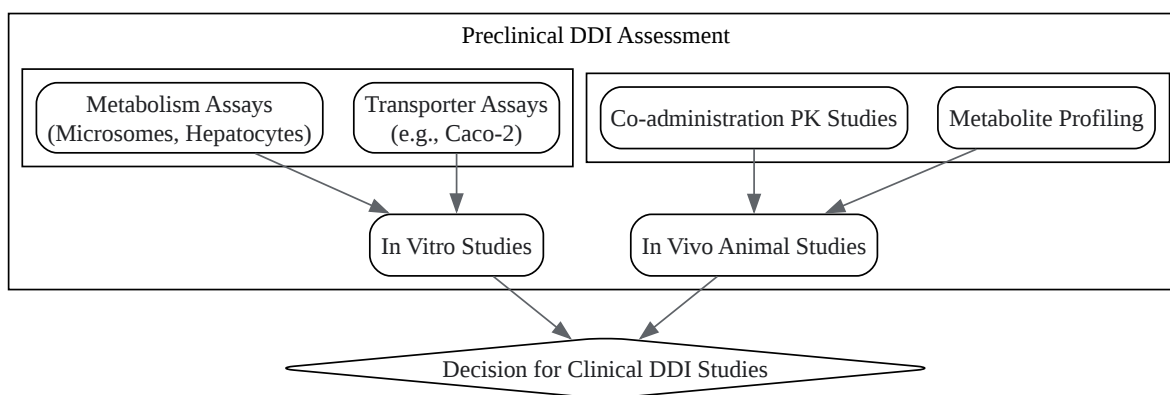 Preclinical DDI Assessment
Metabolism Assays
(Microsomes, Hepatocytes)
Transporter Assays
(e.g., Caco-2)
Co-administration PK Studies
Metabolite Profiling
In Vitro Studies
In Vivo Animal Studies
Decision for Clinical DDI Studies